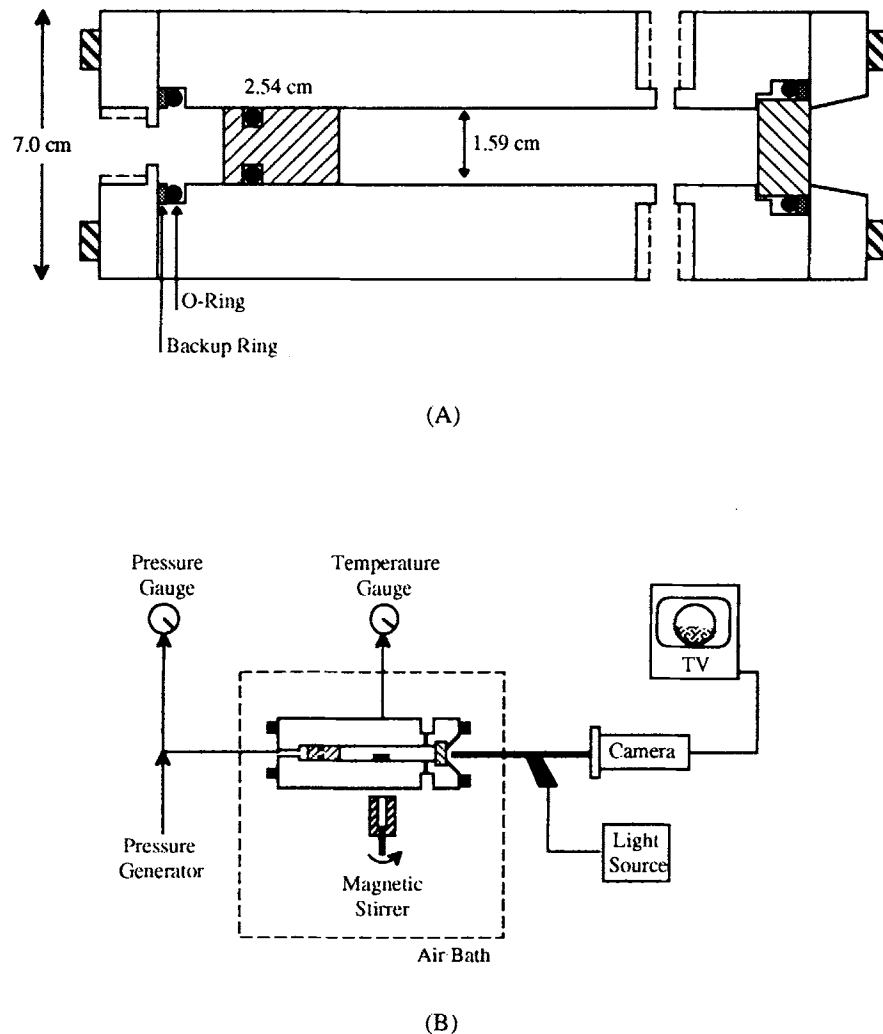 2.54 cm
7.0 cm
1.59 cm
O-Ring
Backup Ring
(A)
Pressure
Gauge
Temperature
Gauge
TV
Camera
Pressure
Generator
Magnetic
Stirrer
Light
Source
Air Bath
(B)